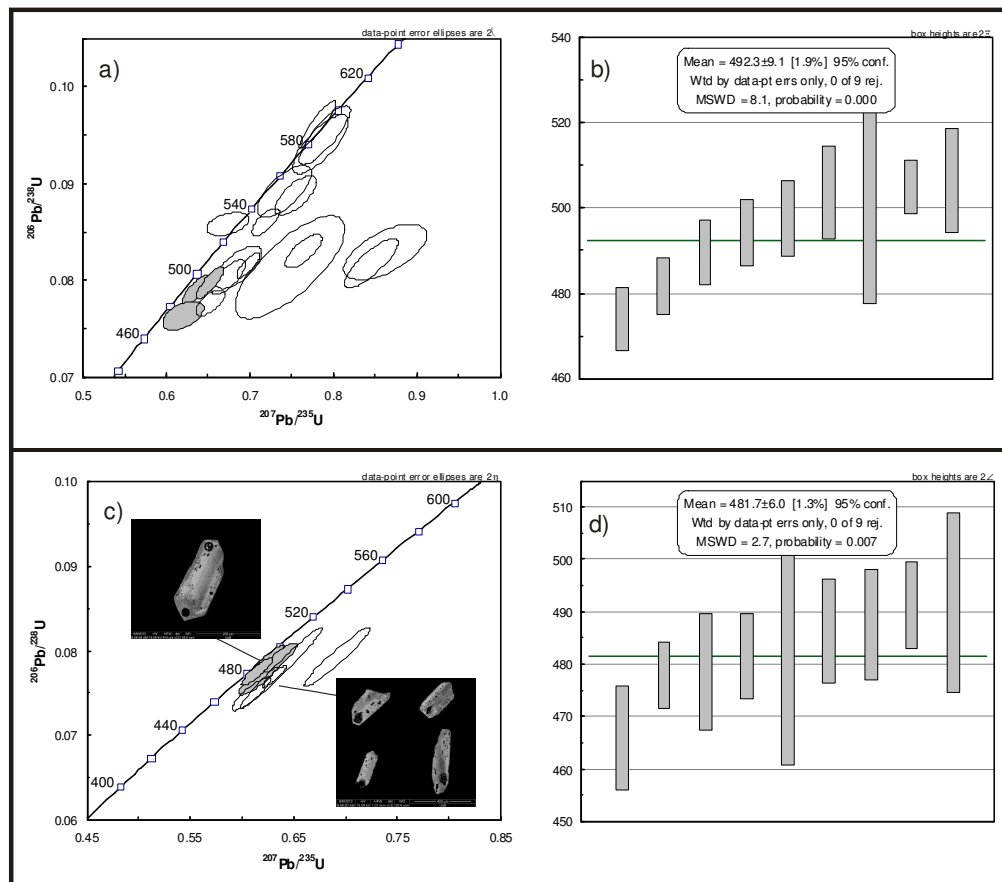 data-point error ellipses are 2
a)
0.10
0.09
0.08
0.07
206Pb/238U
620
580
540
500
460
0.5
0.6
0.7
0.8
0.9
1.0
207Pb/235U
box heights are 2
b)
540
520
500
480
460
Mean = 492.3±9.1 [1.9%] 95% conf.
Wtd by data-pt errs only, 0 of 9 rej.
MSWD = 8.1, probability = 0.000
data-point error ellipses are 2π
c)
0.10
0.09
0.08
0.07
0.06
206Pb/238U
600
560
520
480
440
400
0.45
0.55
0.65
0.75
0.85
207Pb/235U
box heights are 2∠
d)
510
500
490
480
470
460
450
Mean = 481.7±6.0 [1.3%] 95% conf.
Wtd by data-pt errs only, 0 of 9 rej.
MSWD = 2.7, probability = 0.007